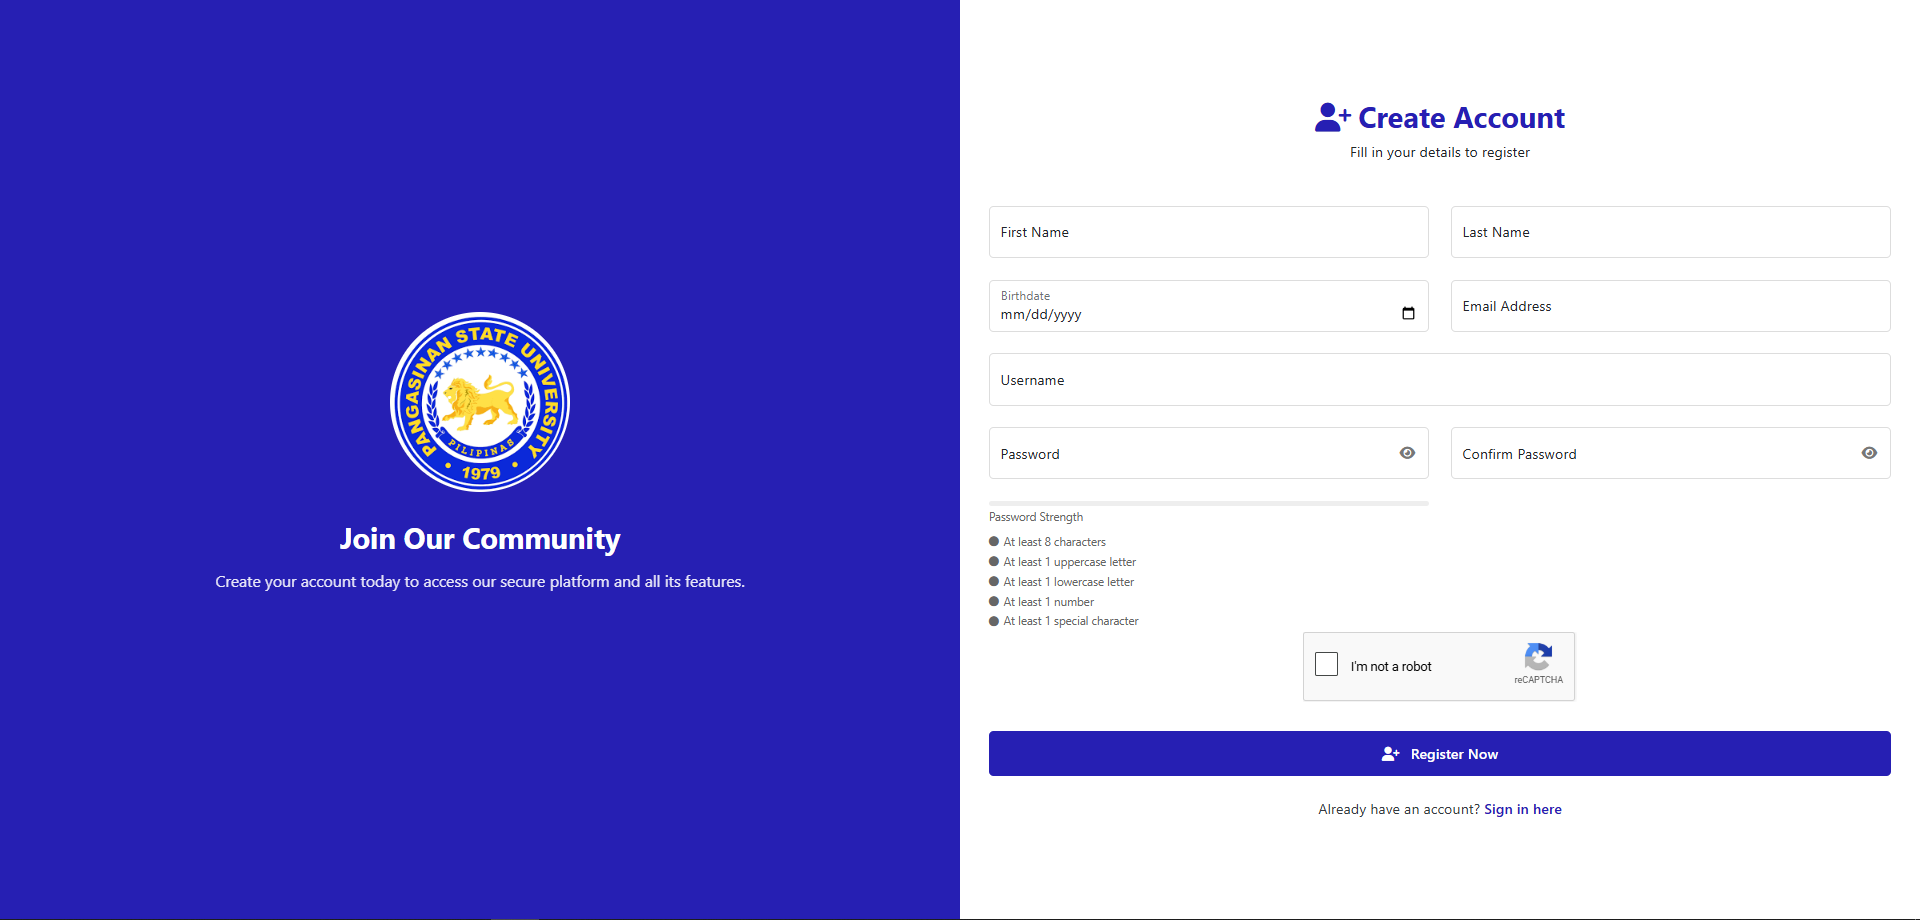 PANGASINAN STATE UNIVERSITY
PILIPINAS
1979
Join Our Community
Create your account today to access our secure platform and all its features.
Create Account
Fill in your details to register
First Name
Last Name
Birthdate
mm/dd/yyyy
Email Address
Username
Password
Confirm Password
Password Strength
At least 8 characters
At least 1 uppercase letter
At least 1 lowercase letter
At least 1 number
At least 1 special character
I'm not a robot
reCAPTCHA
Register Now
Already have an account? Sign in here